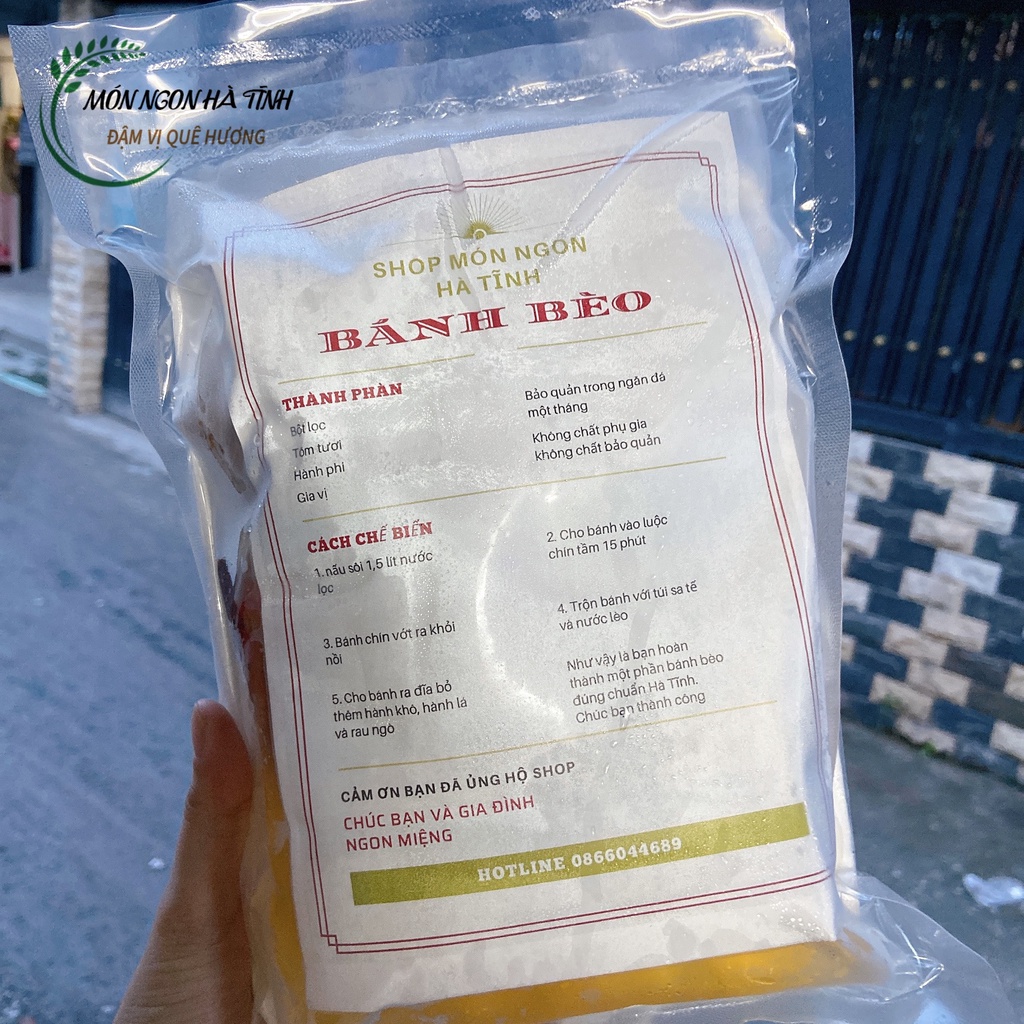 MÓN NGON HÀ TĨNH
ĐẬM VỊ QUÊ HƯƠNG
SHOP MÓN NGON
HÀ TĨNH
BÁNH BÈO
THÀNH PHẦN
Bột lọc
Tôm tươi
Hành phi
Gia vị
Bảo quản trong ngăn đá
một tháng
Không chất phụ gia
không chất bảo quản
CÁCH CHẾ BIẾN
1. nấu sôi 1,5 lít nước
lọc
2. Cho bánh vào luộc
chín tầm 15 phút
3. Bánh chín vớt ra khỏi
nồi
4. Trộn bánh với túi sa tế
và nước lèo
5. Cho bánh ra đĩa bỏ
thêm hành khô, hành lá
và rau ngò
Như vậy là bạn hoàn
thành một phần bánh bèo
đúng chuẩn Hà Tĩnh.
Chúc bạn thành công
CẢM ƠN BẠN ĐÃ ỦNG HỘ SHOP
CHÚC BẠN VÀ GIA ĐÌNH
NGON MIỆNG
HOTLINE 0866044689